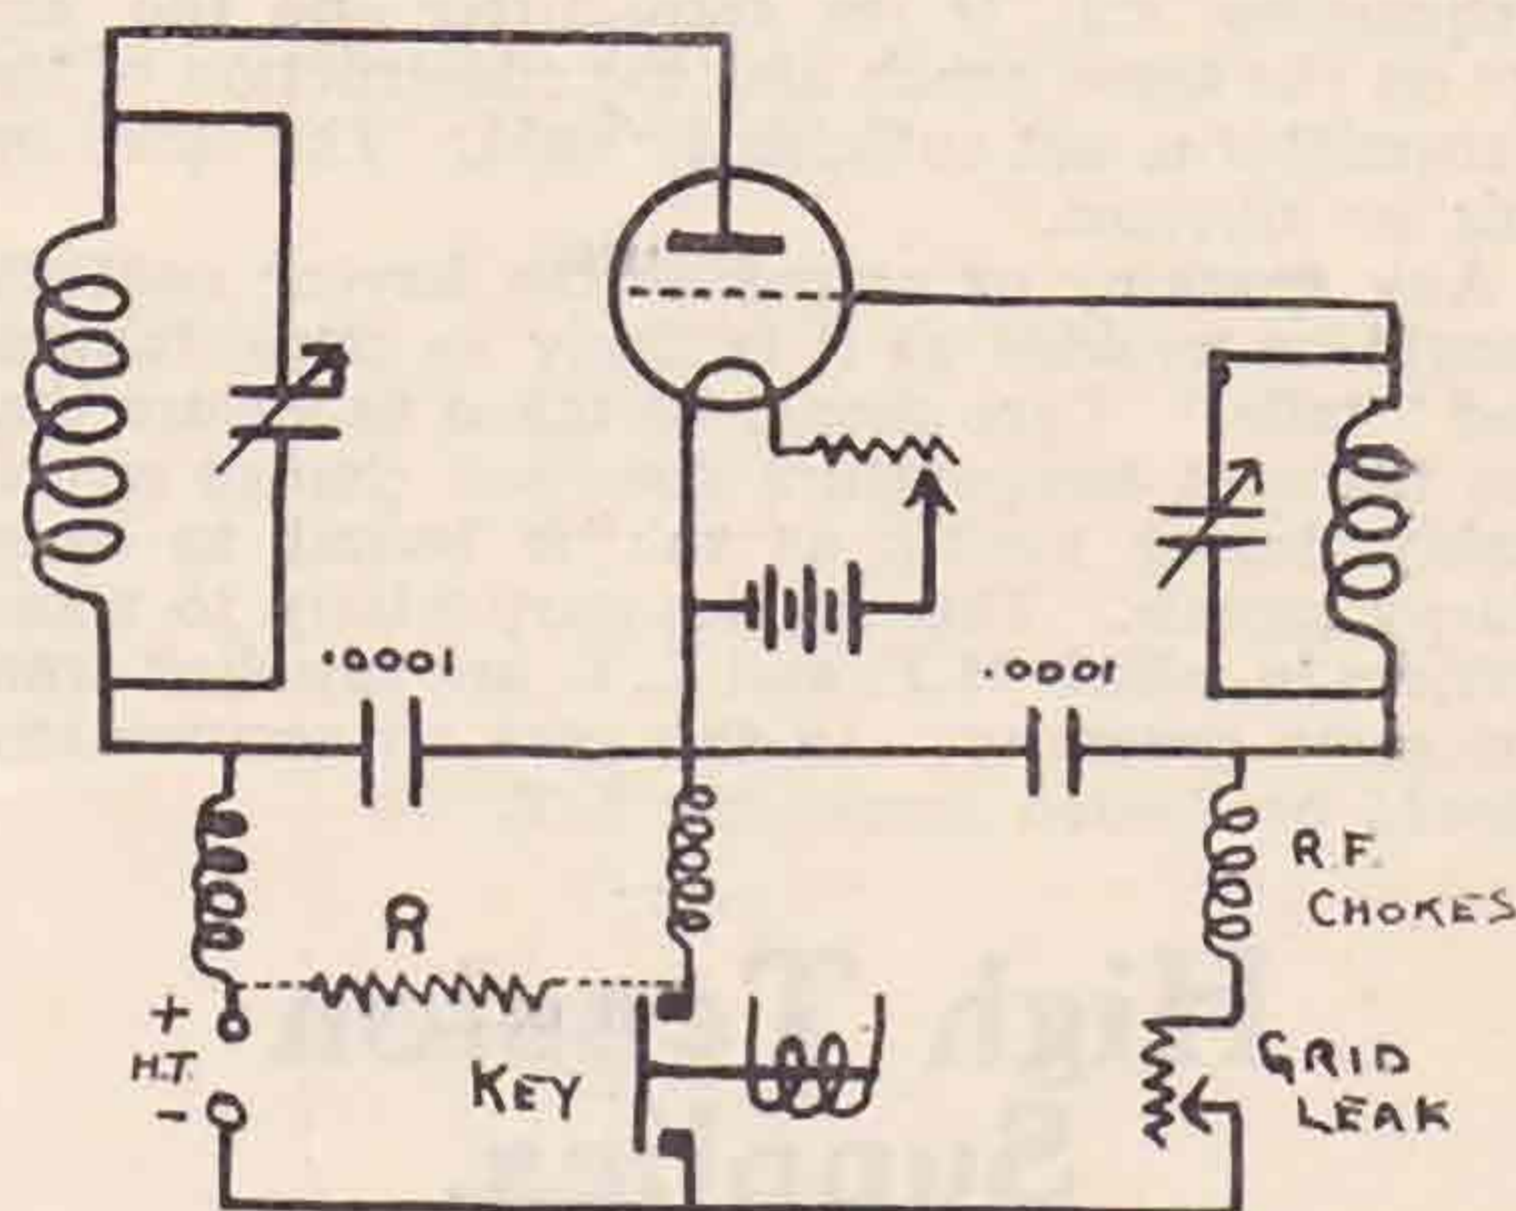 .0001
.0001
R.F.
CHOKES
R
+
H.T.
-
KEY
GRID
LEAK